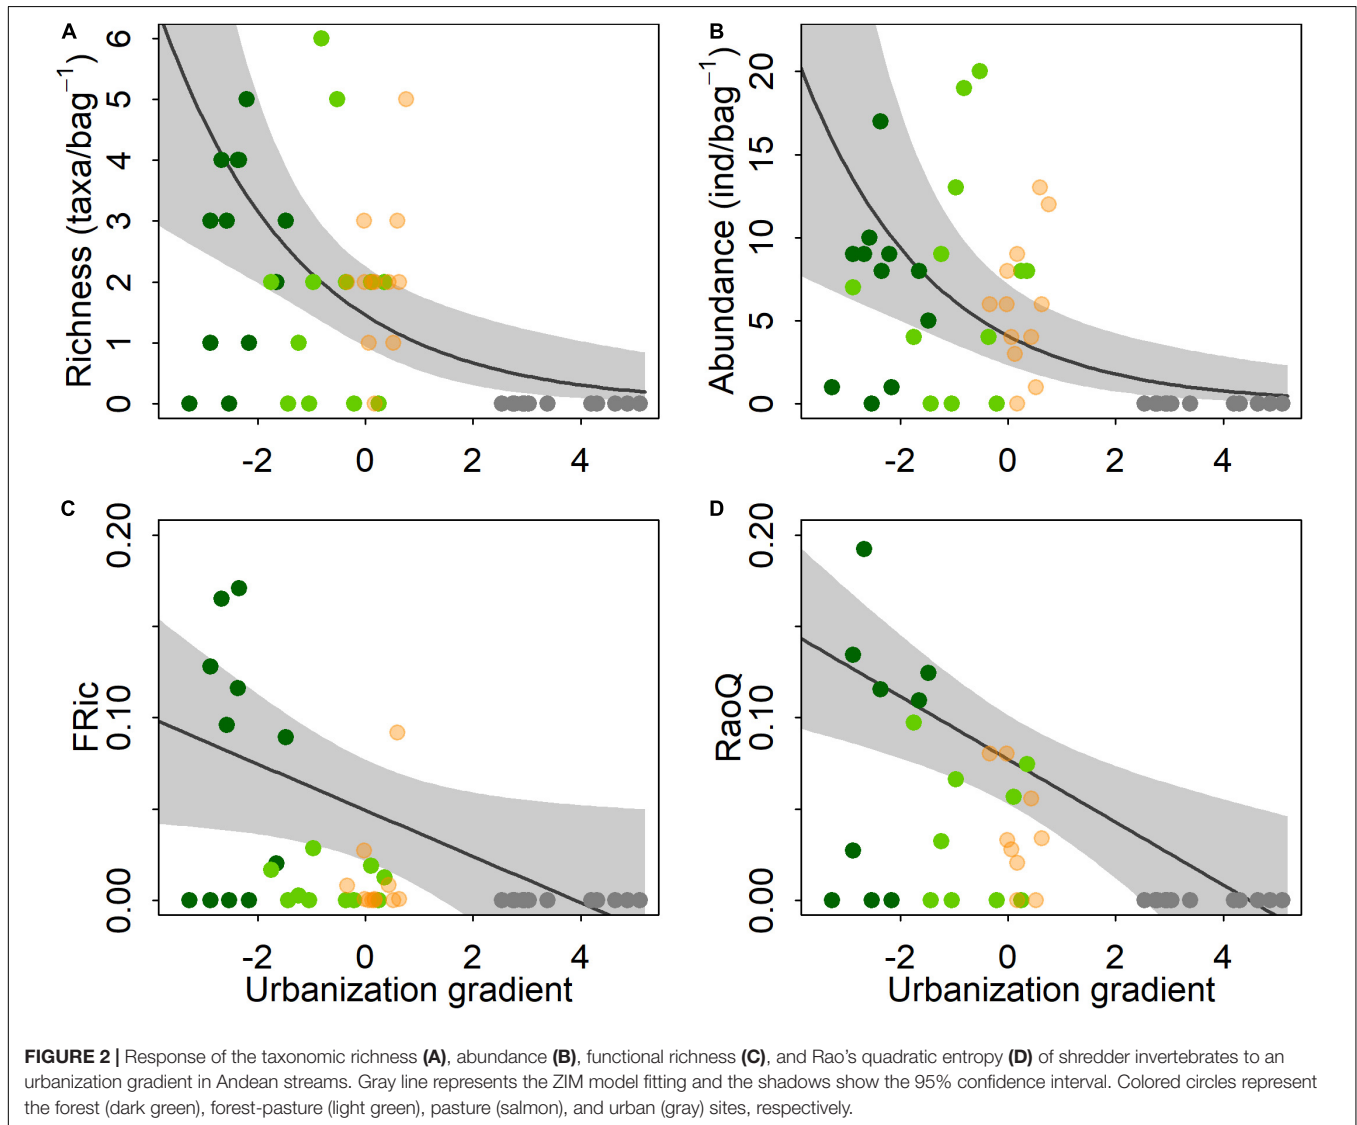 A
Richness (taxa/bag⁻¹)
6
5
4
3
2
1
0
-2 0 2 4
B
Abundance (ind/bag⁻¹)
20
15
10
5
0
-2 0 2 4
C
FRic
0.20
0.10
0.00
-2 0 2 4
Urbanization gradient
D
RaoQ
0.20
0.10
0.00
-2 0 2 4
Urbanization gradient
FIGURE 2 | Response of the taxonomic richness (A), abundance (B), functional richness (C), and Rao's quadratic entropy (D) of shredder invertebrates to an
urbanization gradient in Andean streams. Gray line represents the ZIM model fitting and the shadows show the 95% confidence interval. Colored circles represent
the forest (dark green), forest-pasture (light green), pasture (salmon), and urban (gray) sites, respectively.